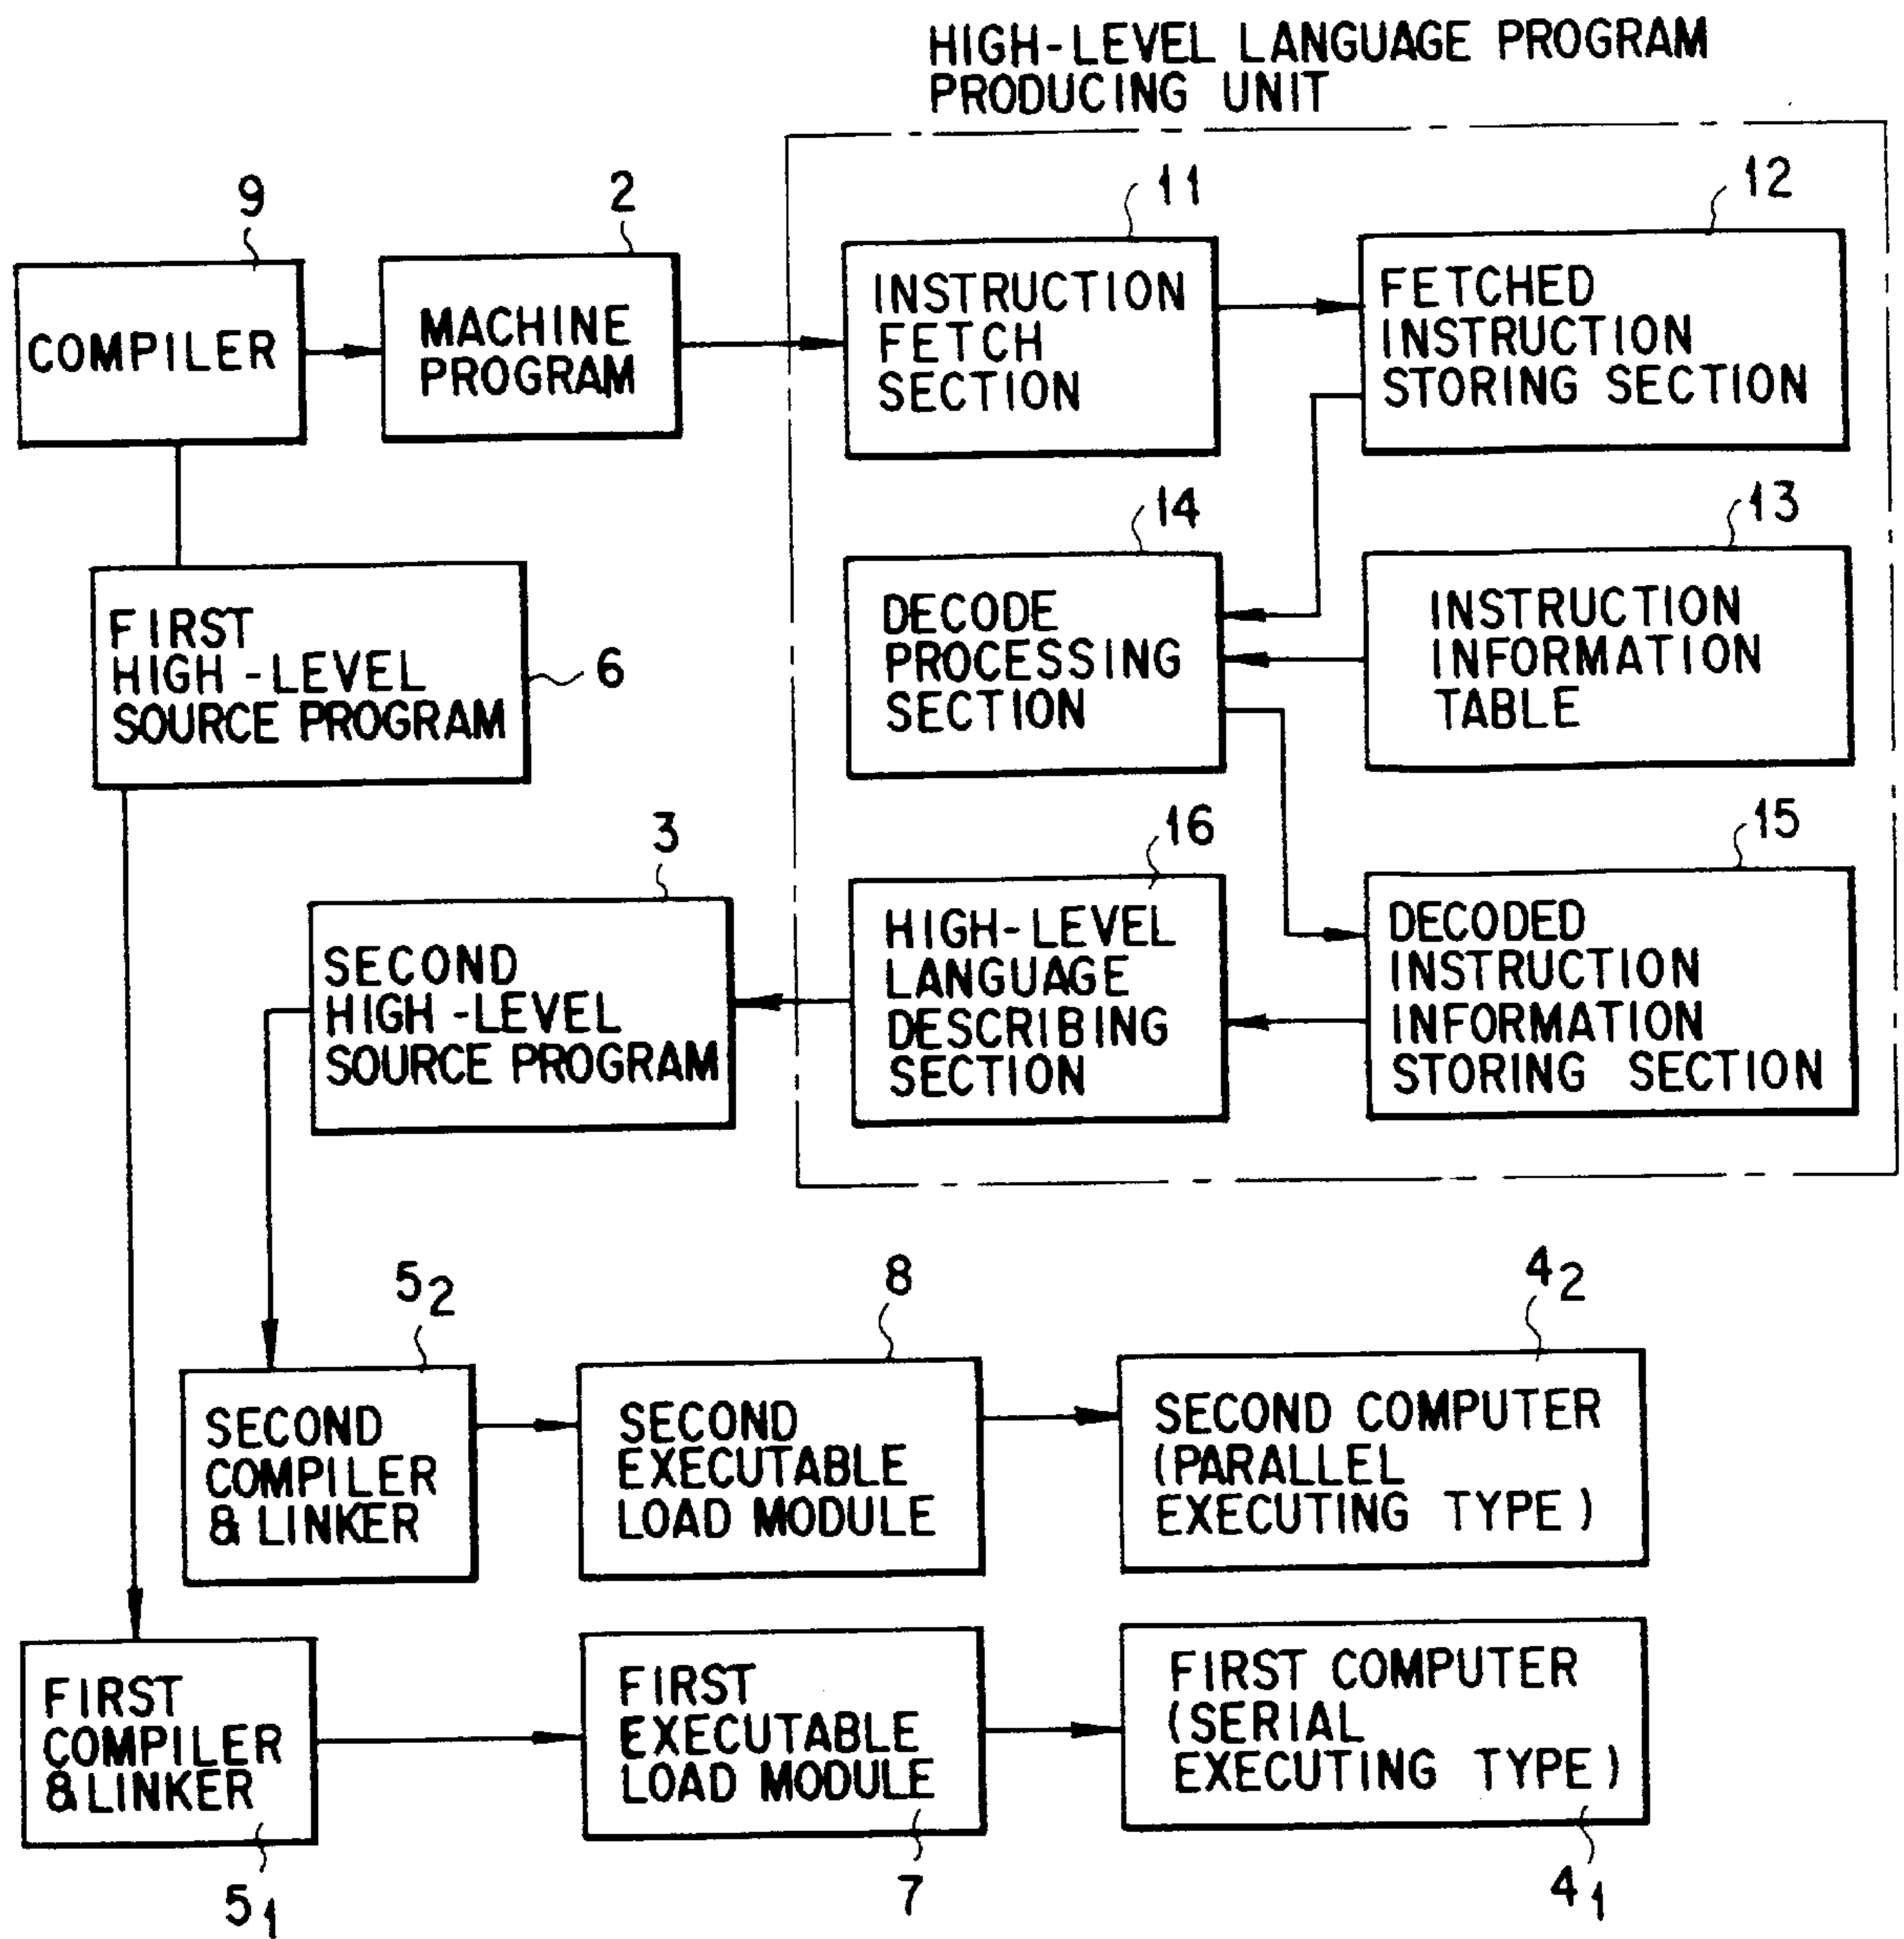 HIGH-LEVEL LANGUAGE PROGRAM
PRODUCING UNIT
9
2
11
12
COMPILER
MACHINE
PROGRAM
INSTRUCTION
FETCH
SECTION
FETCHED
INSTRUCTION
STORING SECTION
14
13
FIRST
HIGH-LEVEL
SOURCE PROGRAM
6
DECODE
PROCESSING
SECTION
INSTRUCTION
INFORMATION
TABLE
3
16
15
SECOND
HIGH-LEVEL
SOURCE PROGRAM
HIGH-LEVEL
LANGUAGE
DESCRIBING
SECTION
DECODED
INSTRUCTION
INFORMATION
STORING SECTION
52
8
42
SECOND
COMPILER
& LINKER
SECOND
EXECUTABLE
LOAD MODULE
SECOND COMPUTER
(PARALLEL
EXECUTING TYPE)
FIRST
COMPILER
& LINKER
FIRST
EXECUTABLE
LOAD MODULE
FIRST COMPUTER
(SERIAL
EXECUTING TYPE)
51
7
41